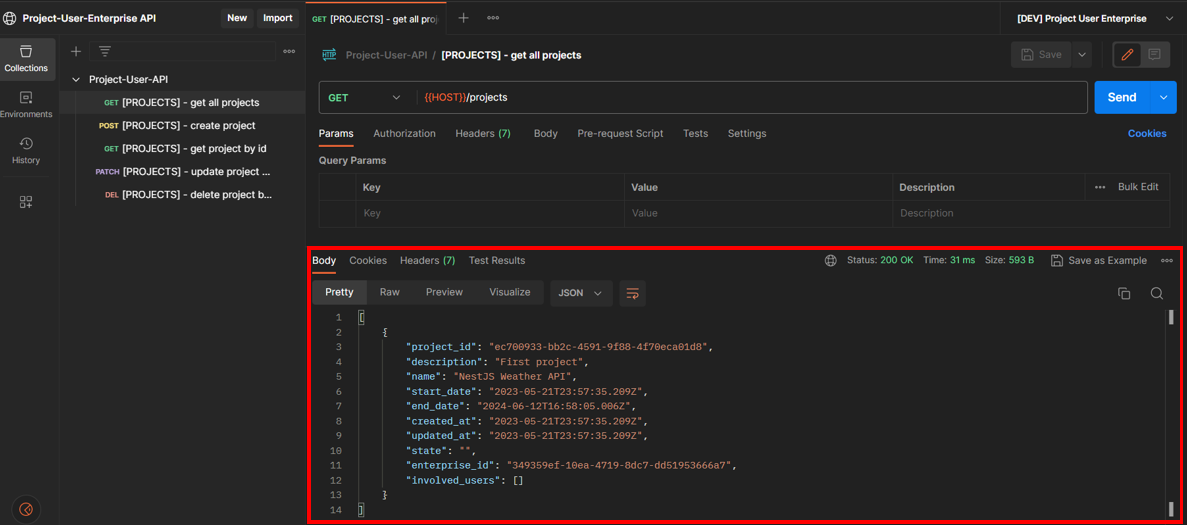 Project-User-Enterprise API
New
Import
GET [PROJECTS] - get all proj
[DEV] Project User Enterprise
Collections
Environments
History
Project-User-API
GET [PROJECTS] - get all projects
POST [PROJECTS] - create project
GET [PROJECTS] - get project by id
PATCH [PROJECTS] - update project ...
DEL [PROJECTS] - delete project b...
HTTP Project-User-API / [PROJECTS] - get all projects
Save
GET {{HOST}}/projects
Send
Params Authorization Headers (7) Body Pre-request Script Tests Settings Cookies
Query Params
Key Value Description Bulk Edit
Key Value Description
Body Cookies Headers (7) Test Results Status: 200 OK Time: 31 ms Size: 593 B Save as Example
Pretty Raw Preview Visualize JSON
1 [
2 {
3 "project_id": "ec700933-bb2c-4591-9f88-4f70eca01d8",
4 "description": "First project",
5 "name": "NestJS Weather API",
6 "start_date": "2023-05-21T23:57:35.209Z",
7 "end_date": "2024-06-12T16:58:05.006Z",
8 "created_at": "2023-05-21T23:57:35.209Z",
9 "updated_at": "2023-05-21T23:57:35.209Z",
10 "state": "",
11 "enterprise_id": "349359ef-10ea-4719-8dc7-dd51953666a7",
12 "involved_users": []
13 }
14 ]